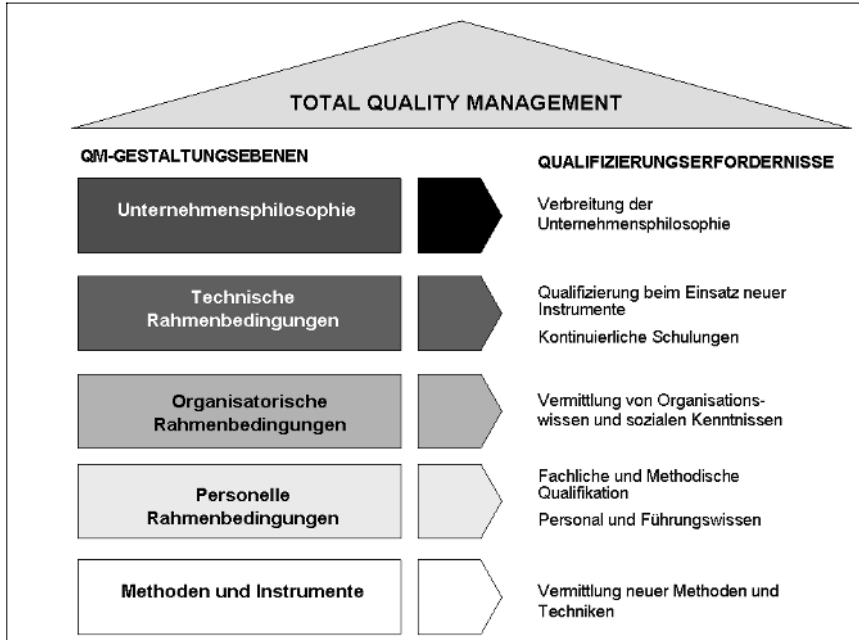 TOTAL QUALITY MANAGEMENT
QM-GESTALTUNGSEBENEN
QUALIFIZIERUNGSERFORDERNISSE
Unternehmensphilosophie
Verbreitung der
Unternehmensphilosophie
Technische
Rahmenbedingungen
Qualifizierung beim Einsatz neuer
Instrumente
Kontinuierliche Schulungen
Organisatorische
Rahmenbedingungen
Vermittlung von Organisations-
wissen und sozialen Kenntnissen
Personelle
Rahmenbedingungen
Fachliche und Methodische
Qualifikation
Personal und Führungswissen
Methoden und Instrumente
Vermittlung neuer Methoden und
Techniken